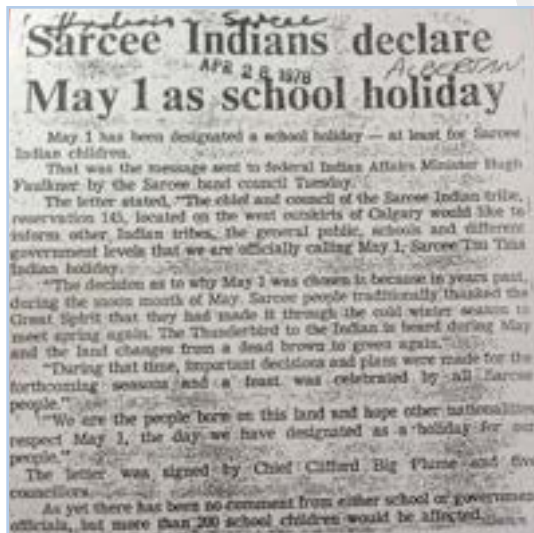 Indians - Sarcee
Sarcee Indians declare
APR 28 1978 ALBERTAN
May 1 as school holiday
May 1 has been designated a school holiday — at least for Sarcee
Indian children.
That was the message sent to federal Indian Affairs Minister Hugh
Faulkner by the Sarcee band council Tuesday.
The letter stated, "The chief and council of the Sarcee Indian tribe,
reservation 145, located on the west outskirts of Calgary would like to
inform other Indian tribes, the general public, schools and different
government levels that we are officially calling May 1, Sarcee Tsu Tina
Indian holiday.
"The decision as to why May 1 was chosen is because in years past,
during the moon month of May, Sarcee people traditionally thanked the
Great Spirit that they had made it through the cold winter season to
meet spring again. The Thunderbird to the Indian is heard during May
and the land changes from a dead brown to green again."
"During that time, important decisions and plans were made for the
forthcoming seasons and a feast was celebrated by all Sarcee
people."
"We are the people born on this land and hope other nationalities
respect May 1, the day we have designated as a holiday for our
people."
The letter was signed by Chief Clifford Big Plume and five
councillors.
As yet there has been no comment from either school or government
officials, but more than 200 school children would be affected.